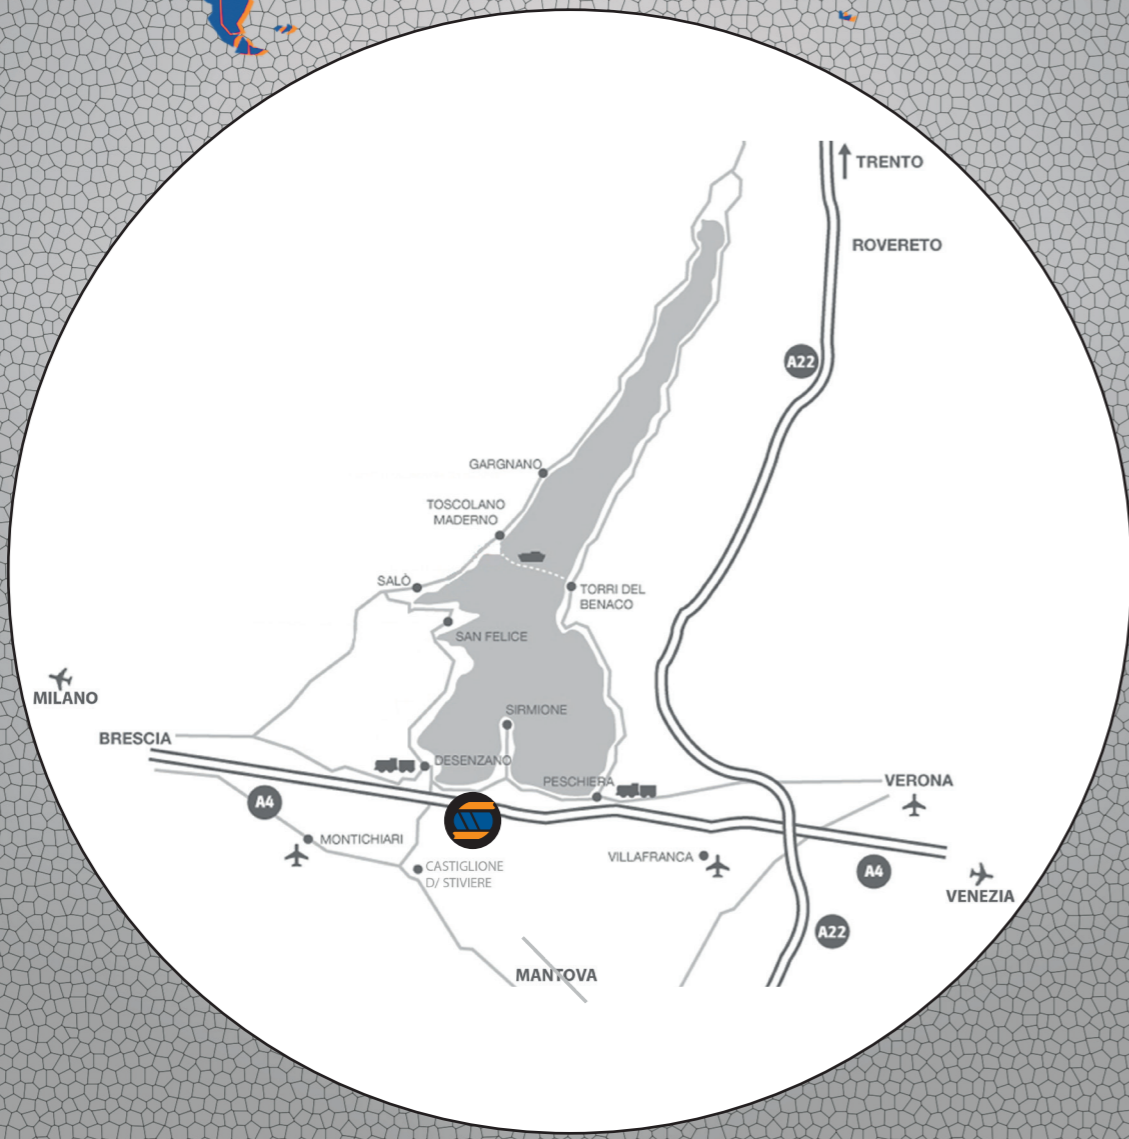 TRENTO
ROVERETO
A22
GARGNANO
TOSCOLANO
MADERNO
SALÒ
TORRI DEL
BENACO
SAN FELICE
MILANO
SIRMIONE
BRESCIA
DESENZANO
PESCHIERA
VERONA
A4
MONTICHIARI
VILLAFRANCA
CASTIGLIONE
D/ STIVIERE
A4
VENEZIA
A22
MANTOVA